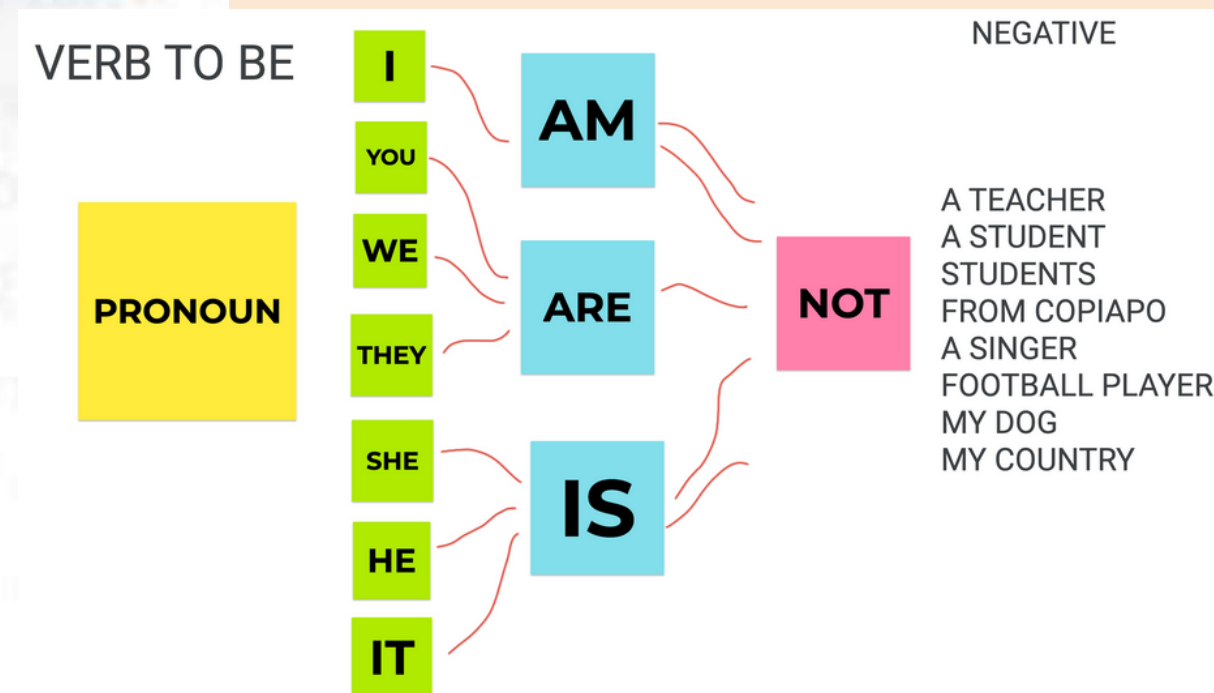 VERB TO BE
NEGATIVE
PRONOUN
I
YOU
WE
THEY
SHE
HE
IT
AM
ARE
IS
NOT
A TEACHER
A STUDENT
STUDENTS
FROM COPIAPO
A SINGER
FOOTBALL PLAYER
MY DOG
MY COUNTRY